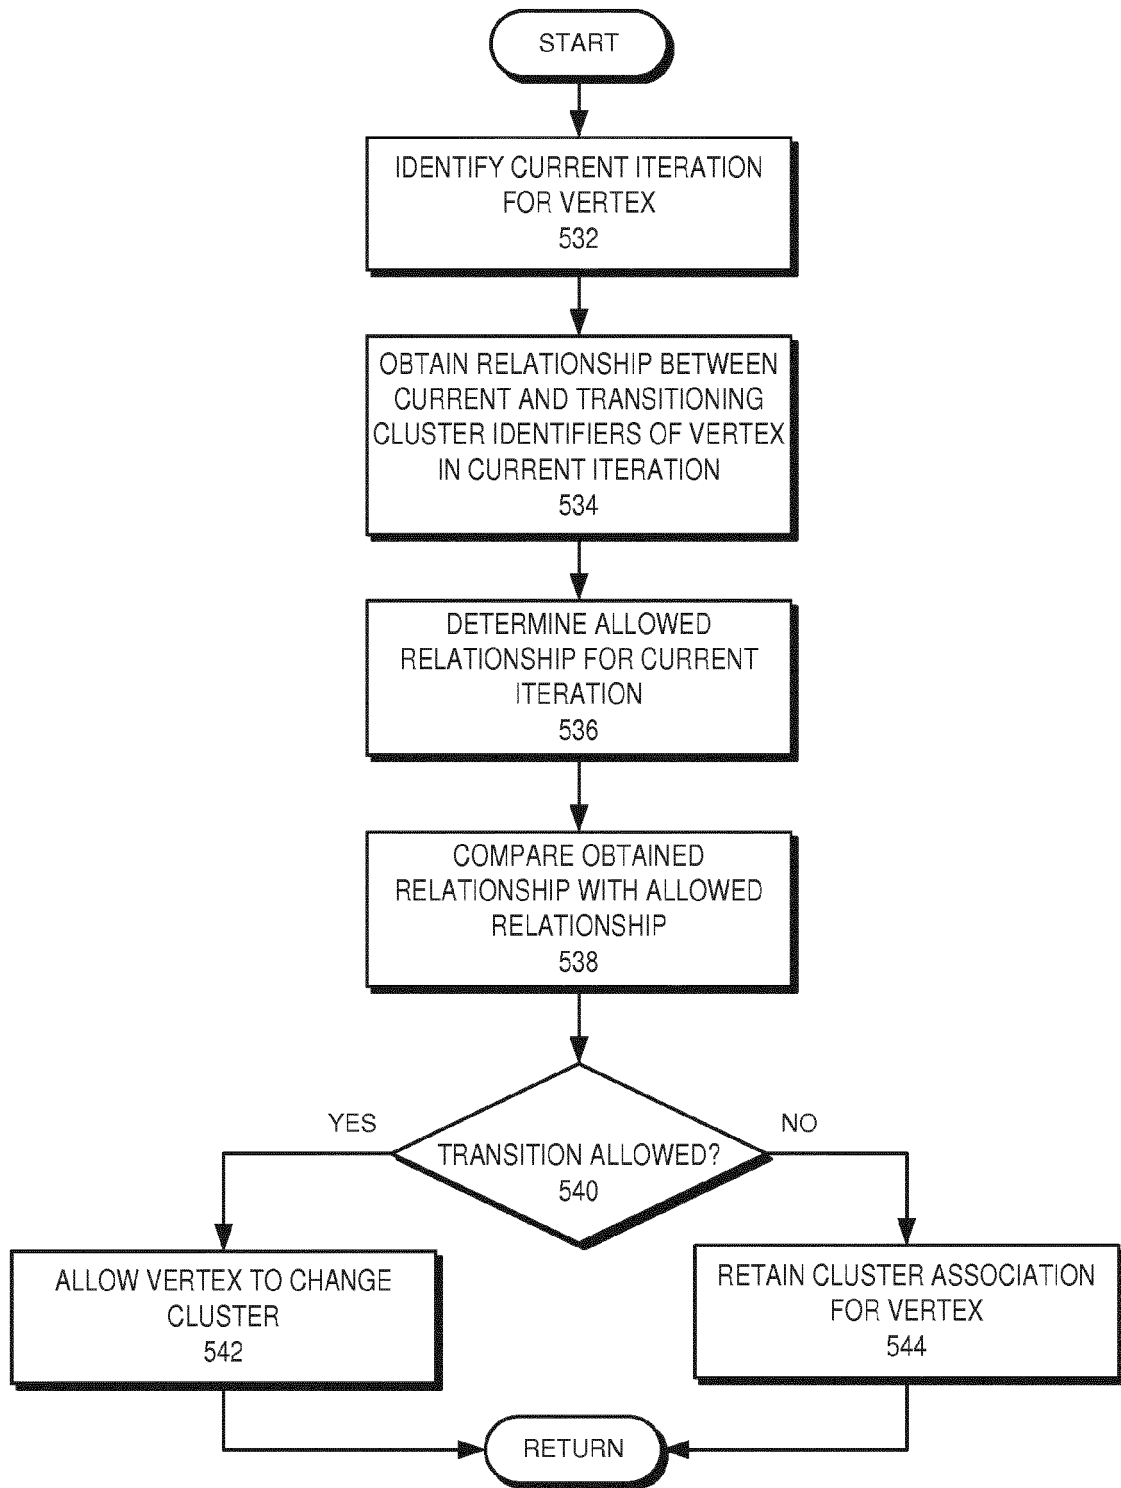 START
IDENTIFY CURRENT ITERATION
FOR VERTEX
532
OBTAIN RELATIONSHIP BETWEEN
CURRENT AND TRANSITIONING
CLUSTER IDENTIFIERS OF VERTEX
IN CURRENT ITERATION
534
DETERMINE ALLOWED
RELATIONSHIP FOR CURRENT
ITERATION
536
COMPARE OBTAINED
RELATIONSHIP WITH ALLOWED
RELATIONSHIP
538
YES
NO
TRANSITION ALLOWED?
540
ALLOW VERTEX TO CHANGE
CLUSTER
542
RETAIN CLUSTER ASSOCIATION
FOR VERTEX
544
RETURN